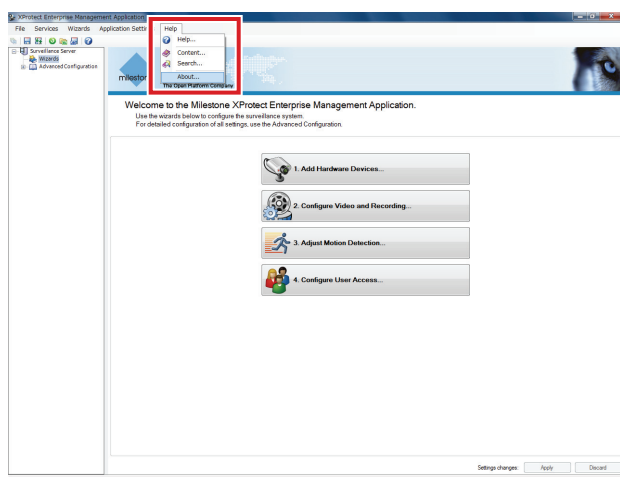 XProtect Enterprise Management Application
File Services Wizards Application Setti Help
Help...
Content...
Search...
About...
Surveillance Server
Wizards
Advanced Configuration
milesto
The Open Platform Company
Welcome to the Milestone XProtect Enterprise Management Application.
Use the wizards below to configure the surveillance system.
For detailed configuration of all settings, use the Advanced Configuration.
1. Add Hardware Devices...
2. Configure Video and Recording...
3. Adjust Motion Detection...
4. Configure User Access...
Settings changes: Apply Discard